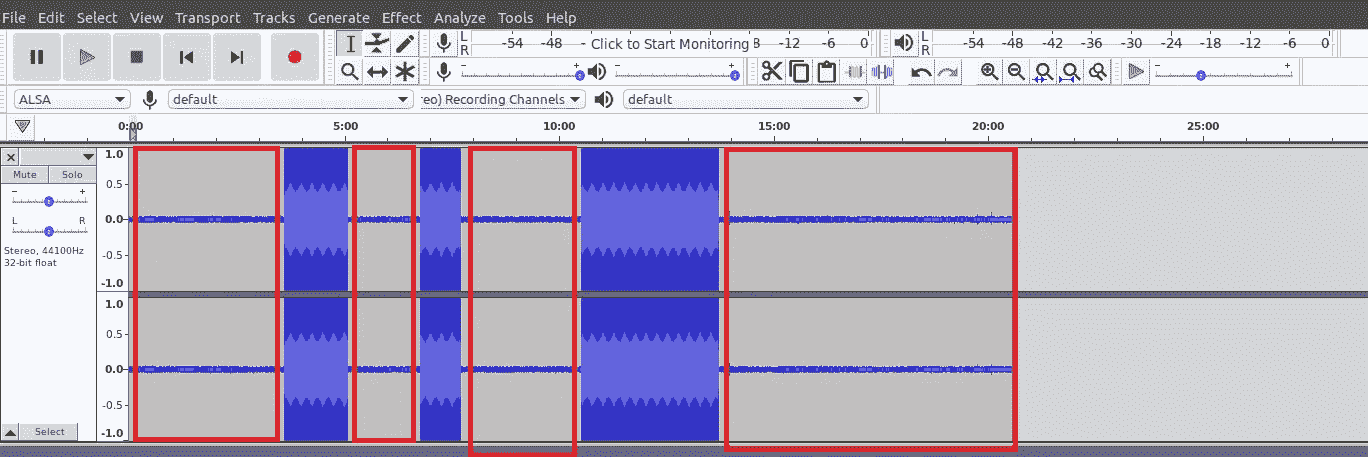 File Edit Select View Transport Tracks Generate Effect Analyze Tools Help
L -54 -48 - Click to Start Monitoring -12 -6 0 L -54 -48 -42 -36 -30 -24 -18 -12 -6 0
R R
- + - + - +
ALSA default eo) Recording Channels default
0:00 5:00 10:00 15:00 20:00 25:00
1.0
Mute Solo
0.5
- +
0.0
L R
Stereo, 44100Hz
-0.5
32-bit float
-1.0
1.0
0.5
0.0
-0.5
Select
-1.0